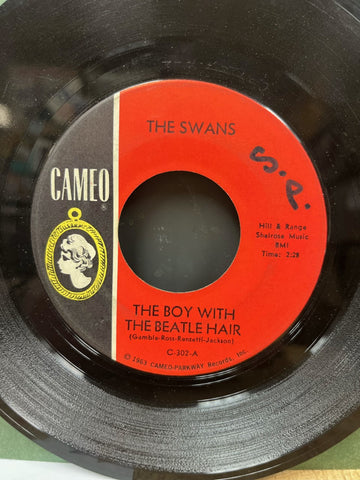 THE SWANS
S.P.
CAMEO
®
Hill & Range
Shalrose Music
BMI
Time: 2:28
THE BOY WITH
THE BEATLE HAIR
(Gamble-Ross-Renzetti-Jackson)
C-302-A
© 1963 CAMEO-PARKWAY Records, Inc.